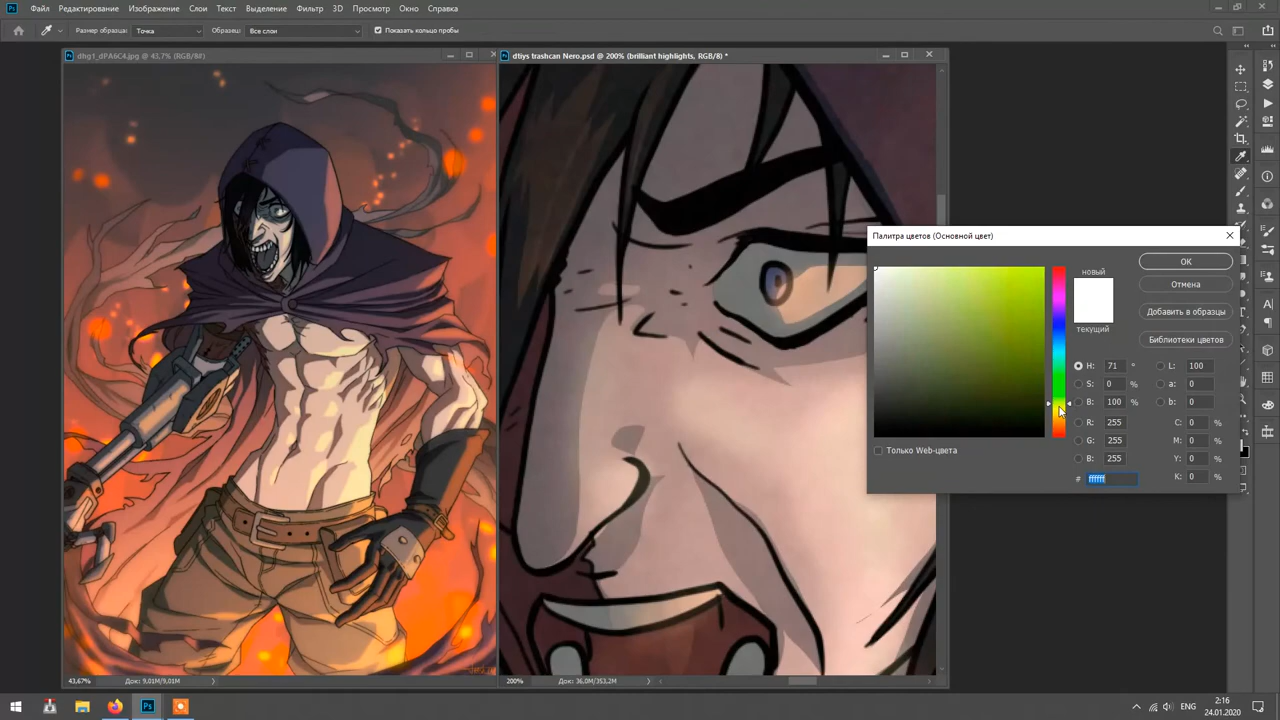 Файл Редактирование Изображение Слои Текст Выделение Фильтр 3D Просмотр Окно Справка
Размер образца: Точка Образец: Все слои Показать кольцо пробы
dhg1_dPA6C4.jpg @ 43,7% (RGB/8#)
dtiys trashcan Nero.psd @ 200% (brilliant highlights, RGB/8) *
Палитра цветов (Основной цвет)
новый
текущий
OK
Отмена
Добавить в образцы
Библиотеки цветов
H: 71 ° L: 100
S: 0 % a: 0
B: 100 % b: 0
R: 255 C: 0 %
G: 255 M: 0 %
B: 255 Y: 0 %
# ffffff K: 0 %
Только Web-цвета
43,67% Док: 9,01M/9,01M
200% Док: 36,0M/353,2M
ENG
2:16
24.01.2020